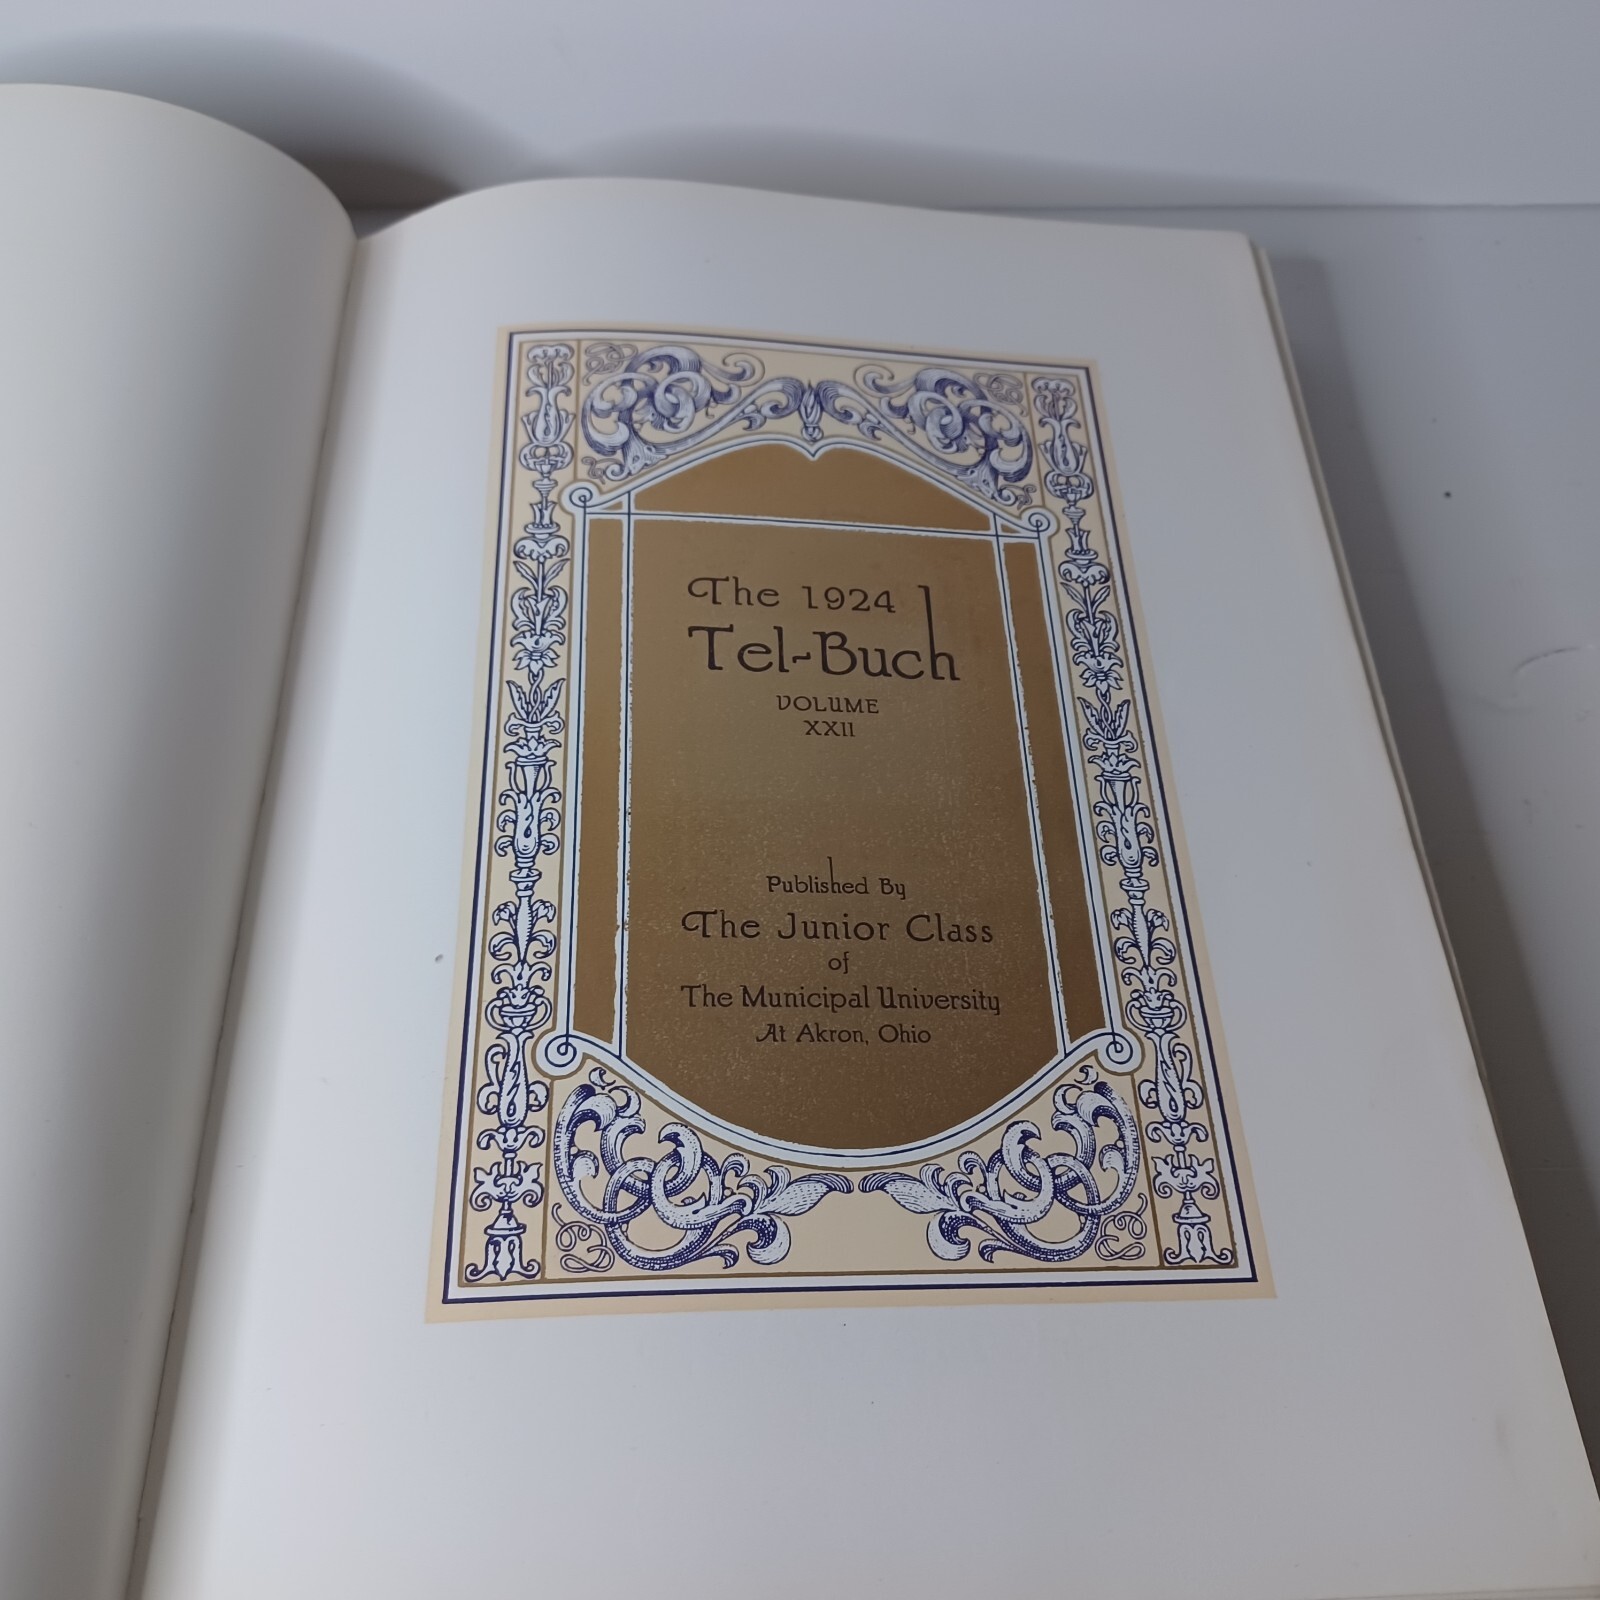 The 1924
Tel-Buch
VOLUME
XXII
Published By
The Junior Class
of
The Municipal University
At Akron, Ohio